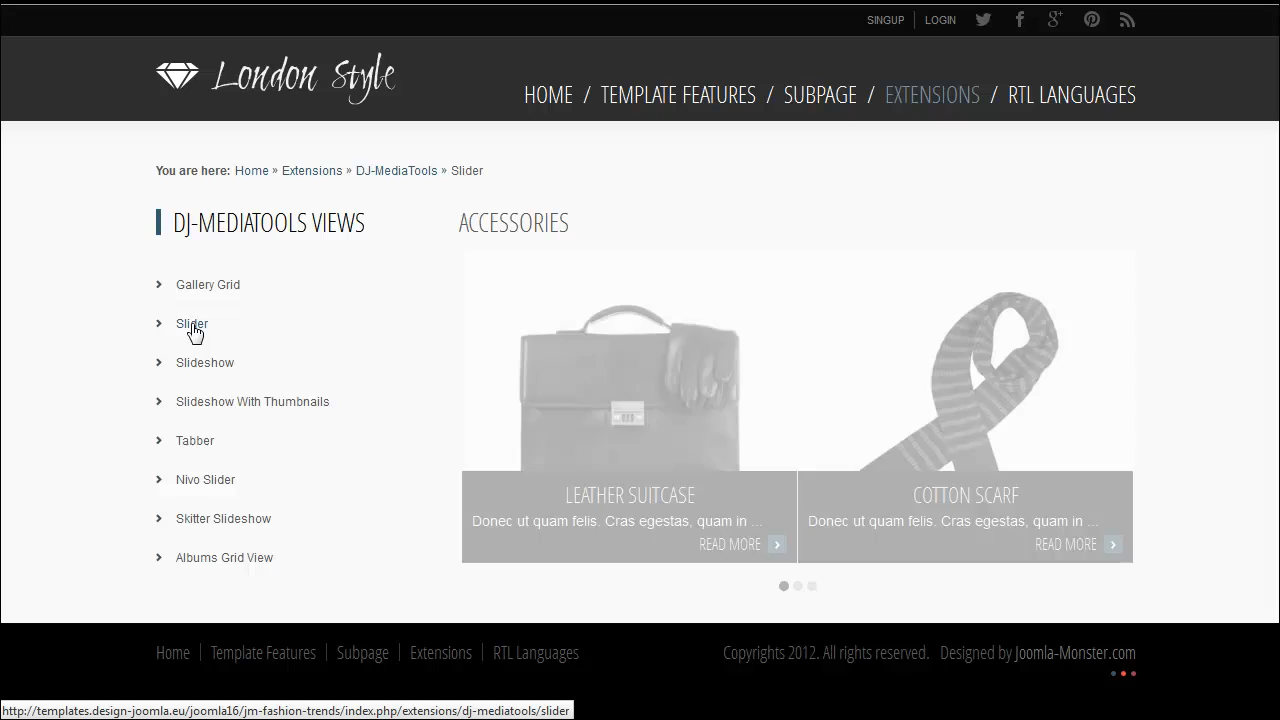 SINGUP LOGIN
London Style
HOME / TEMPLATE FEATURES / SUBPAGE / EXTENSIONS / RTL LANGUAGES
You are here: Home » Extensions » DJ-MediaTools » Slider
DJ-MEDIATOOLS VIEWS
Gallery Grid
Slider
Slideshow
Slideshow With Thumbnails
Tabber
Nivo Slider
Skitter Slideshow
Albums Grid View
ACCESSORIES
LEATHER SUITCASE
Donec ut quam felis. Cras egestas, quam in ...
READ MORE
COTTON SCARF
Donec ut quam felis. Cras egestas, quam in ...
READ MORE
Home Template Features Subpage Extensions RTL Languages
Copyrights 2012. All rights reserved. Designed by Joomla-Monster.com
http://templates.design-joomla.eu/joomla16/jm-fashion-trends/index.php/extensions/dj-mediatools/slider